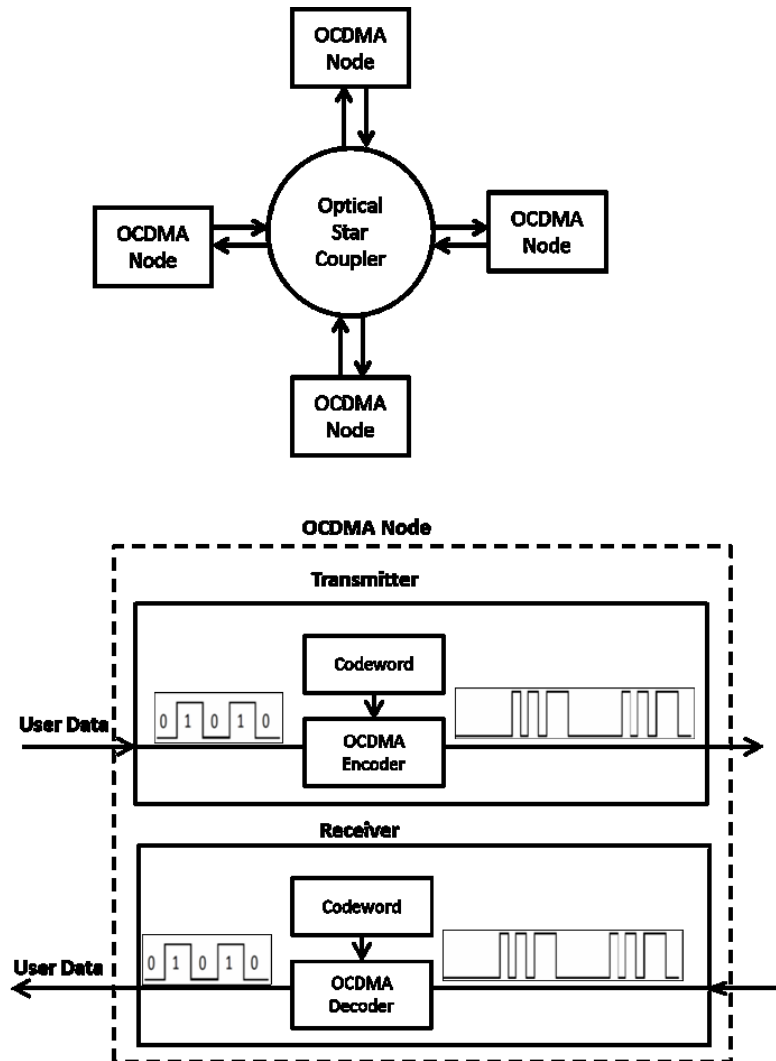 OCDMA
Node
OCDMA
Node
Optical
Star
Coupler
OCDMA
Node
OCDMA
Node
OCDMA Node
Transmitter
Codeword
0 1 0 1 0
User Data
OCDMA
Encoder
Receiver
Codeword
0 1 0 1 0
User Data
OCDMA
Decoder